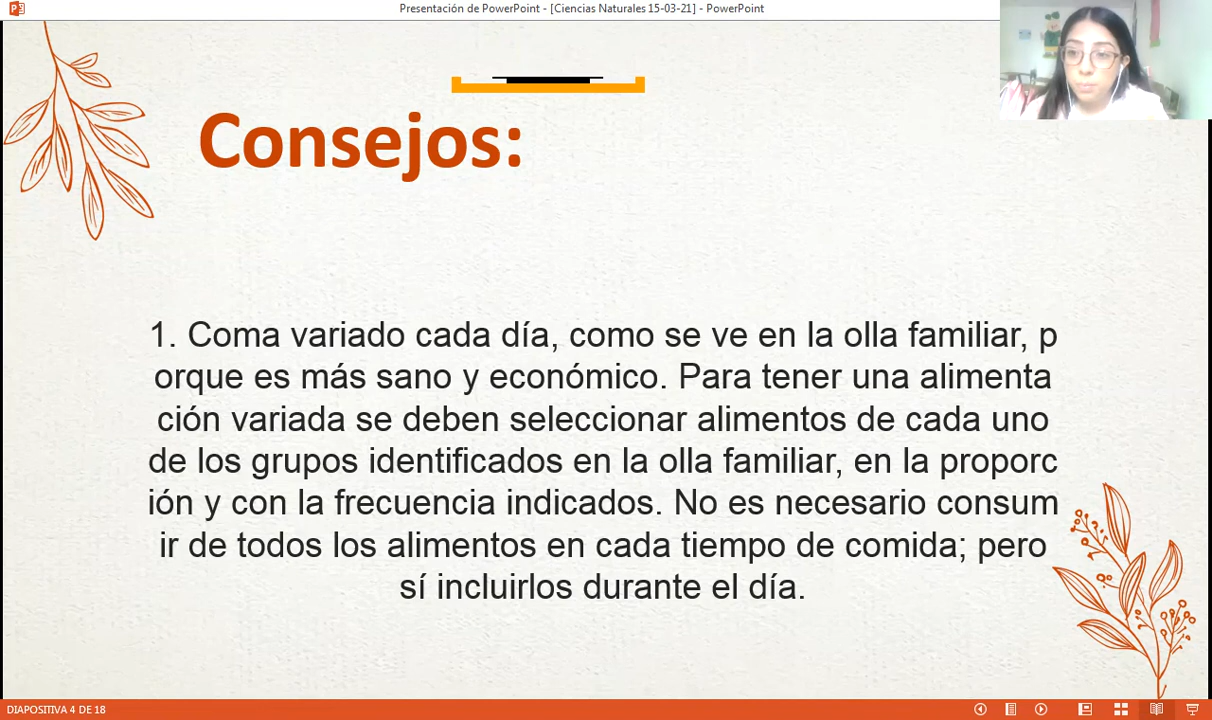 Presentación de PowerPoint - [Ciencias Naturales 15-03-21] - PowerPoint
Consejos:
1. Coma variado cada día, como se ve en la olla familiar, p
orque es más sano y económico. Para tener una alimenta
ción variada se deben seleccionar alimentos de cada uno
de los grupos identificados en la olla familiar, en la proporc
ión y con la frecuencia indicados. No es necesario consum
ir de todos los alimentos en cada tiempo de comida; pero
sí incluirlos durante el día.
DIAPOSITIVA 4 DE 18